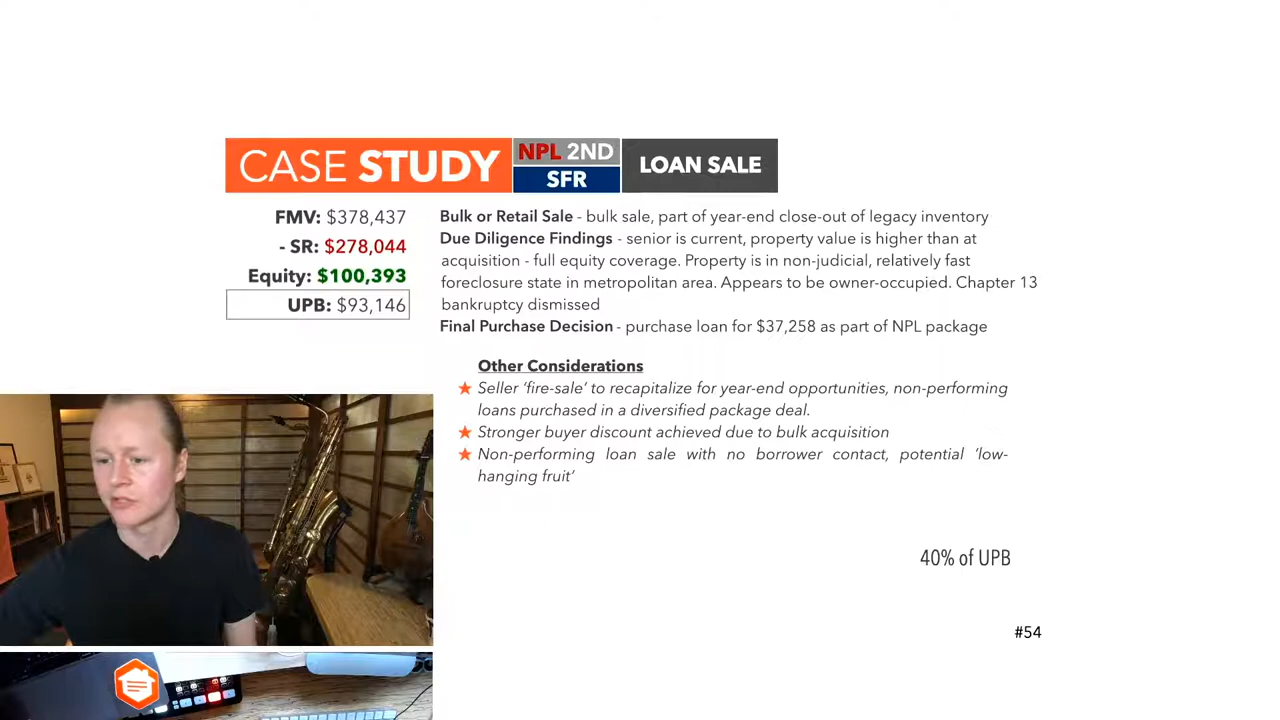 CASE STUDY
NPL 2ND
SFR
LOAN SALE
FMV: $378,437
- SR: $278,044
Equity: $100,393
UPB: $93,146
Bulk or Retail Sale - bulk sale, part of year-end close-out of legacy inventory
Due Diligence Findings - senior is current, property value is higher than at
acquisition - full equity coverage. Property is in non-judicial, relatively fast
foreclosure state in metropolitan area. Appears to be owner-occupied. Chapter 13
bankruptcy dismissed
Final Purchase Decision - purchase loan for $37,258 as part of NPL package
Other Considerations
★ Seller 'fire-sale' to recapitalize for year-end opportunities, non-performing
loans purchased in a diversified package deal.
★ Stronger buyer discount achieved due to bulk acquisition
★ Non-performing loan sale with no borrower contact, potential 'low-
hanging fruit'
40% of UPB
#54